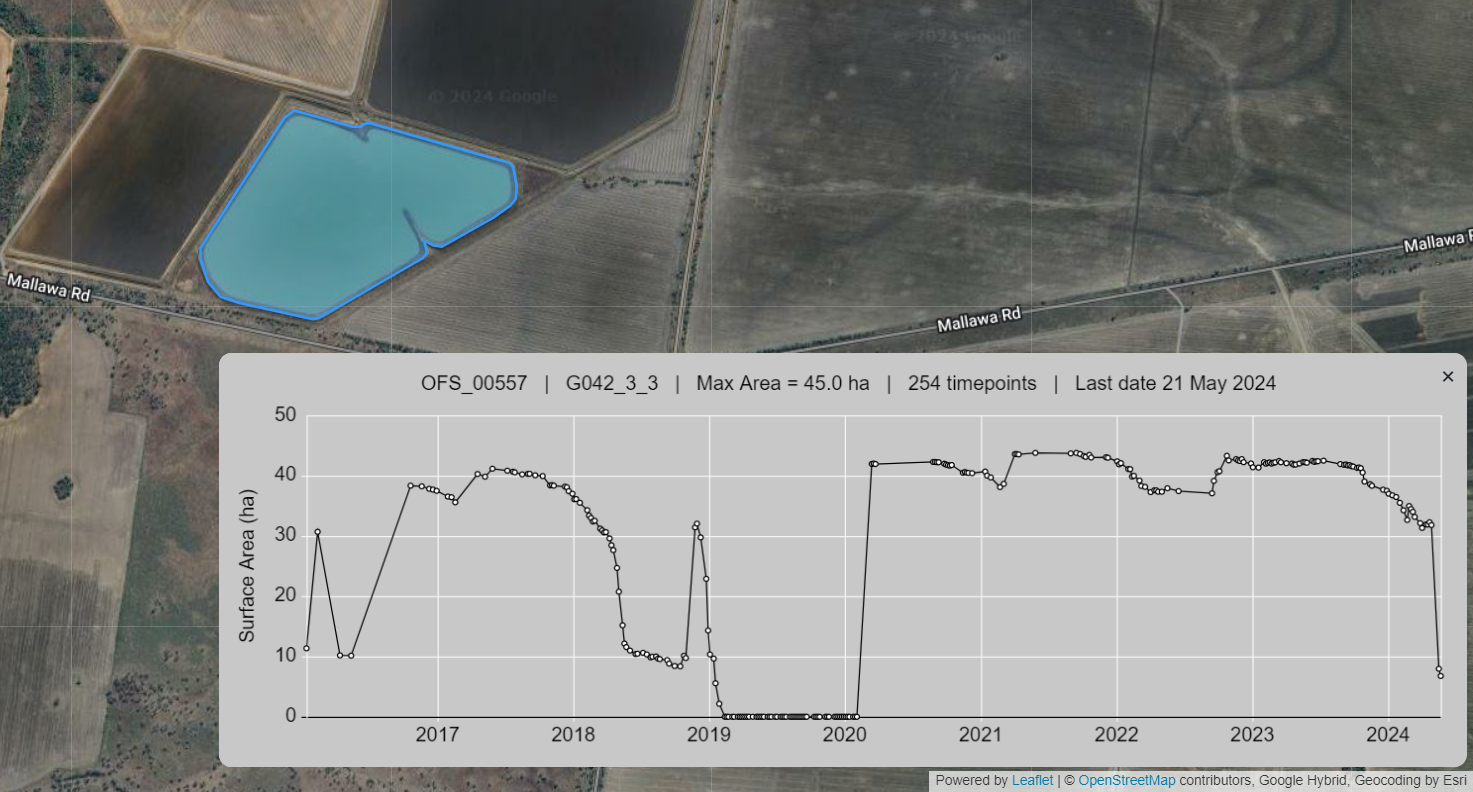 © 2024 Google
© 2024 Google
Mallawa Rd
Mallawa R
Mallawa Rd
OFS_00557 | G042_3_3 | Max Area = 45.0 ha | 254 timepoints | Last date 21 May 2024
×
Surface Area (ha)
50
40
30
20
10
0
2017 2018 2019 2020 2021 2022 2023 2024
Powered by Leaflet | © OpenStreetMap contributors, Google Hybrid, Geocoding by Esri